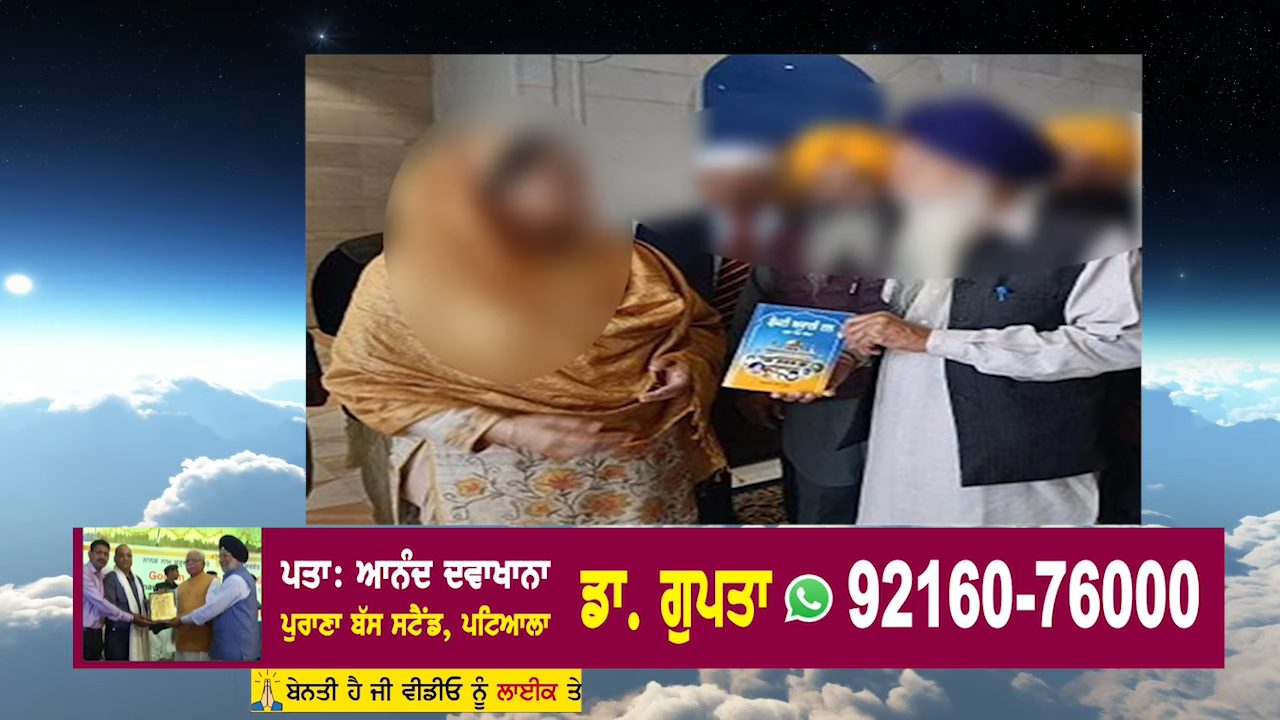 ਪਤਾ: ਆਨੰਦ ਦਵਾਖਾਨਾ
ਪੁਰਾਣਾ ਬੱਸ ਸਟੈਂਡ, ਪਟਿਆਲਾ
ਡਾ. ਗੁਪਤਾ 92160-76000
ਬੇਨਤੀ ਹੈ ਜੀ ਵੀਡੀਓ ਨੂੰ ਲਾਈਕ ਤੇ